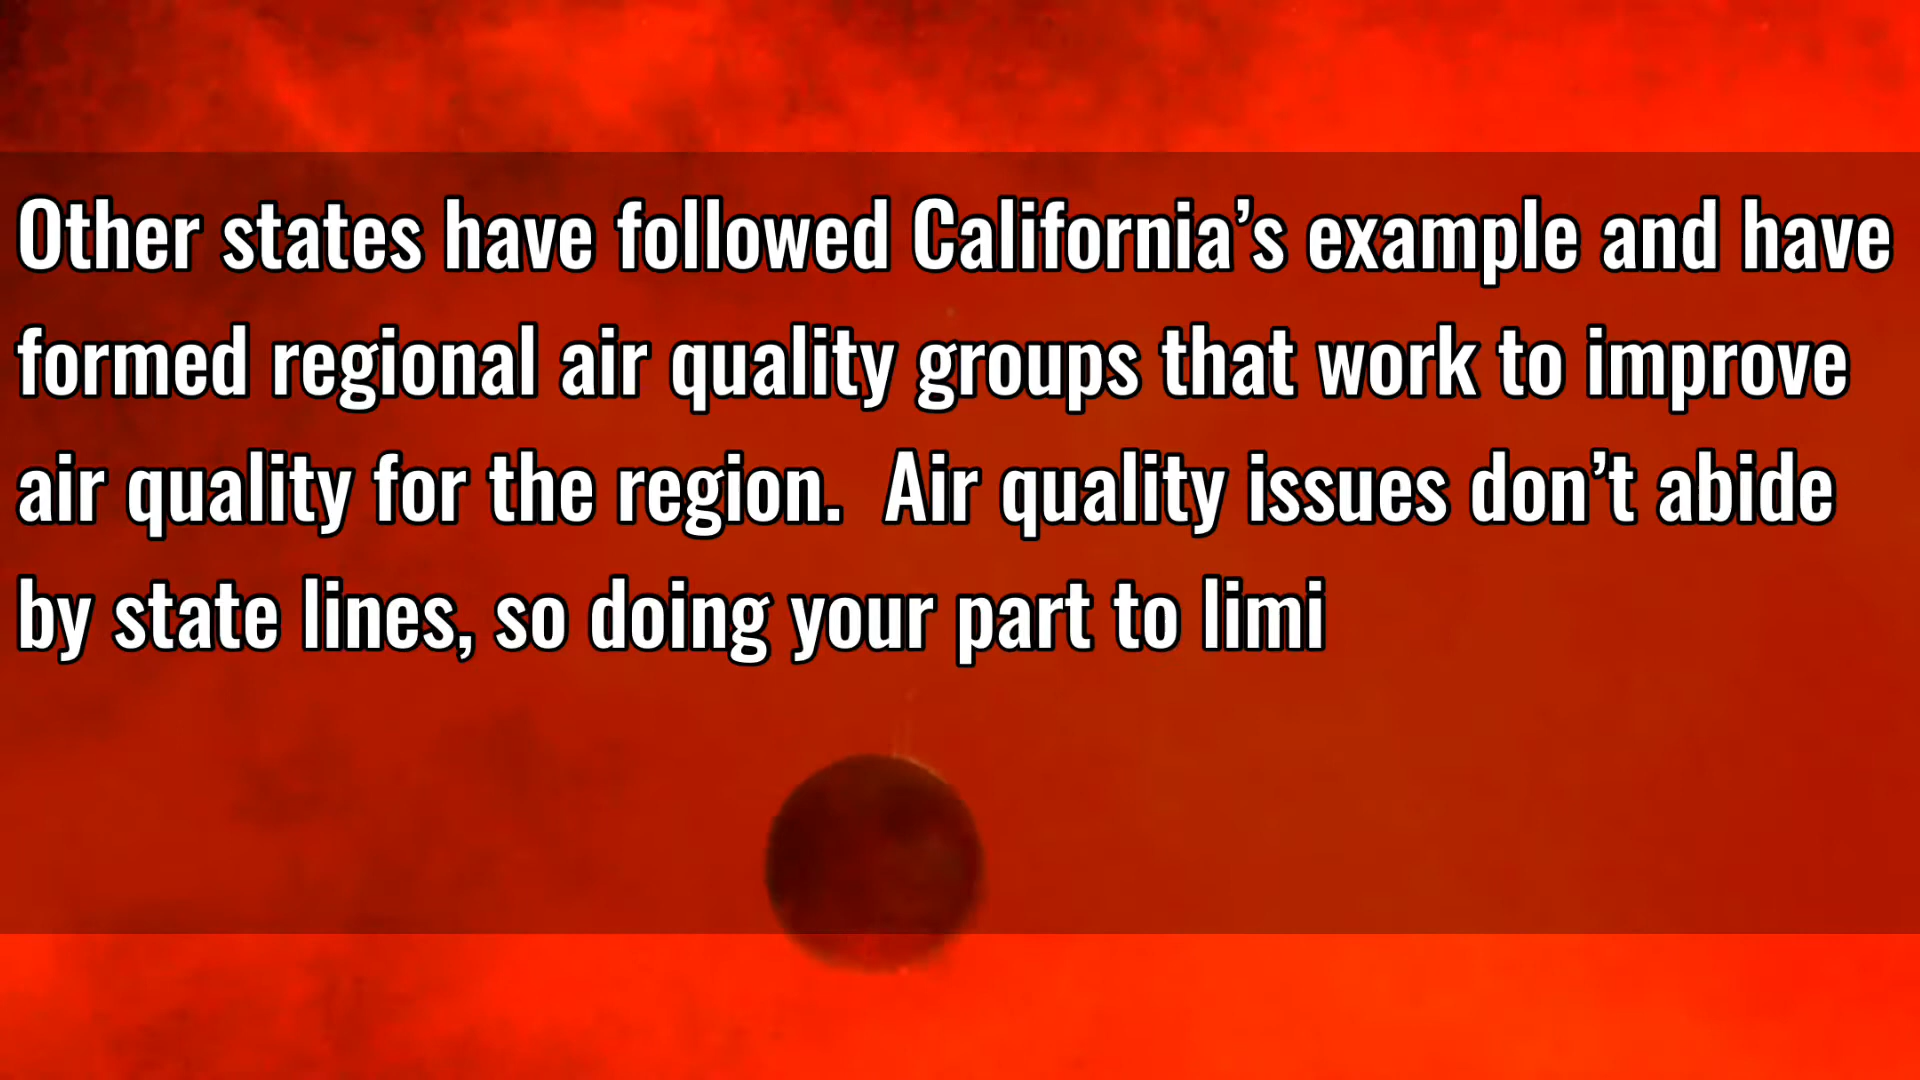 Other states have followed California’s example and have
formed regional air quality groups that work to improve
air quality for the region.  Air quality issues don’t abide
by state lines, so doing your part to limi